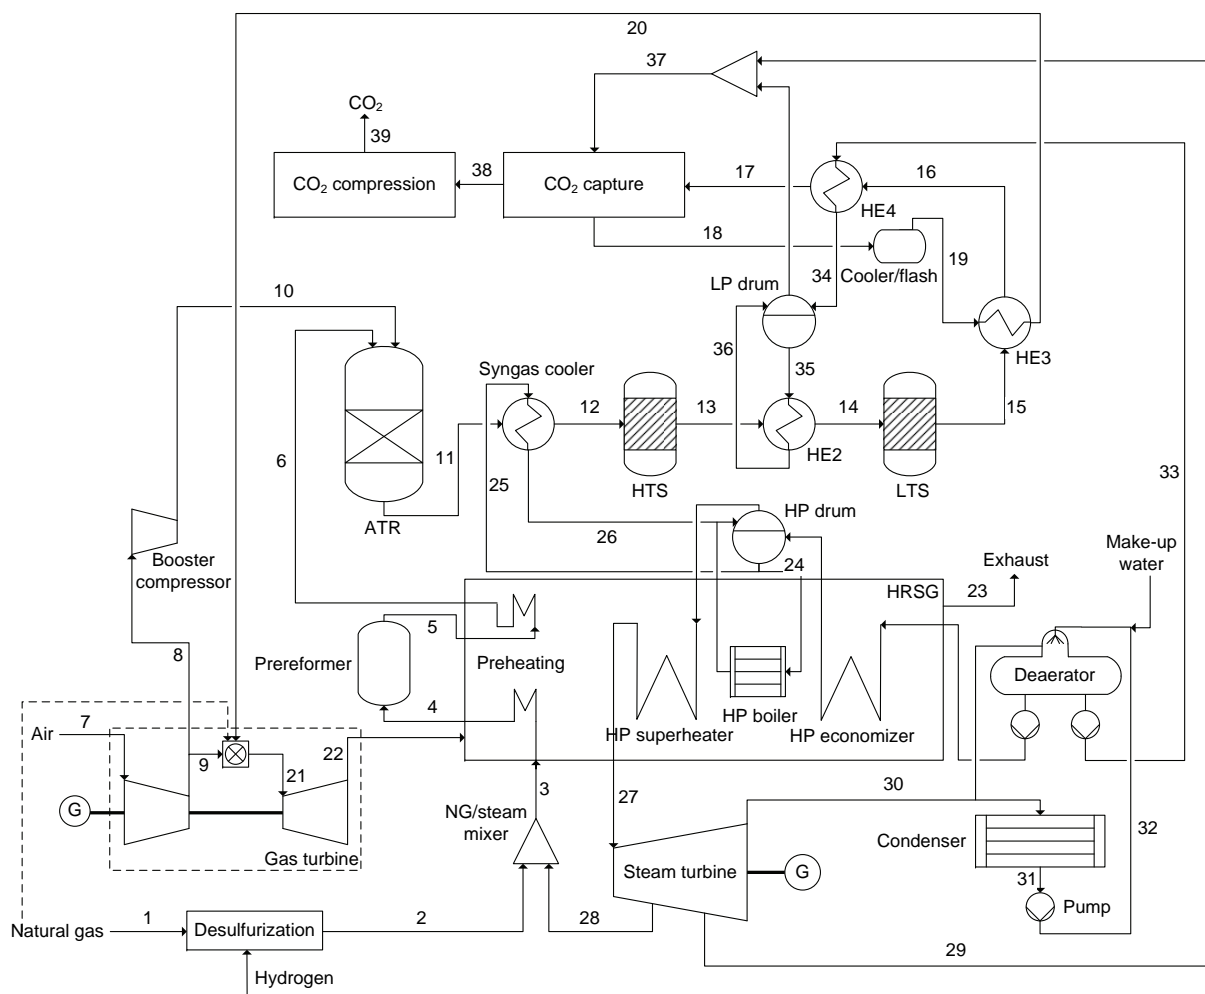 20
37
CO₂
39
CO₂ compression
38
CO₂ capture
17
16
HE4
18
19
34
Cooler/flash
LP drum
10
HE3
36
35
Syngas cooler
12
13
14
15
6
11
HE2
33
25
HTS
LTS
ATR
HP drum
26
Booster
compressor
24
Exhaust
Make-up
water
HRSG
23
5
Prereformer
Preheating
8
4
Deaerator
HP boiler
HP superheater
HP economizer
7
Air
22
9
21
3
27
30
G
NG/steam
mixer
Condenser
32
Gas turbine
Steam turbine
G
31
Pump
1
2
28
Natural gas
Desulfurization
29
Hydrogen